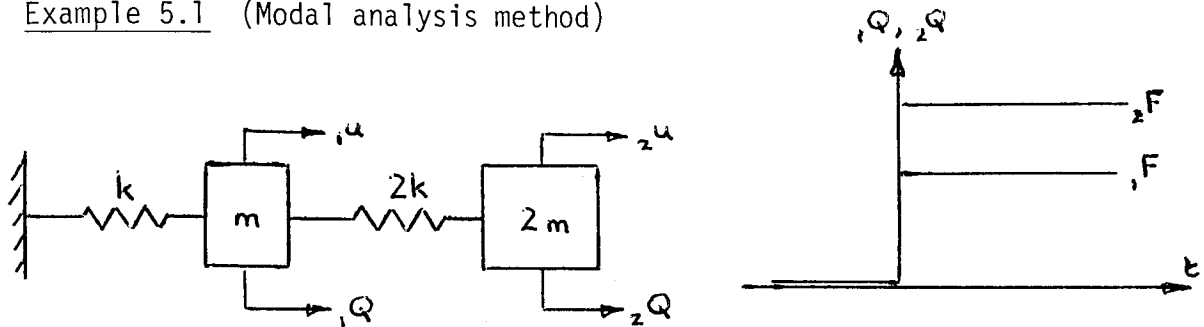 Example 5.1 (Modal analysis method)
₁Q, ₂Q
₂F
₁F
t
₁u
₂u
k
m
2k
2m
₁Q
₂Q